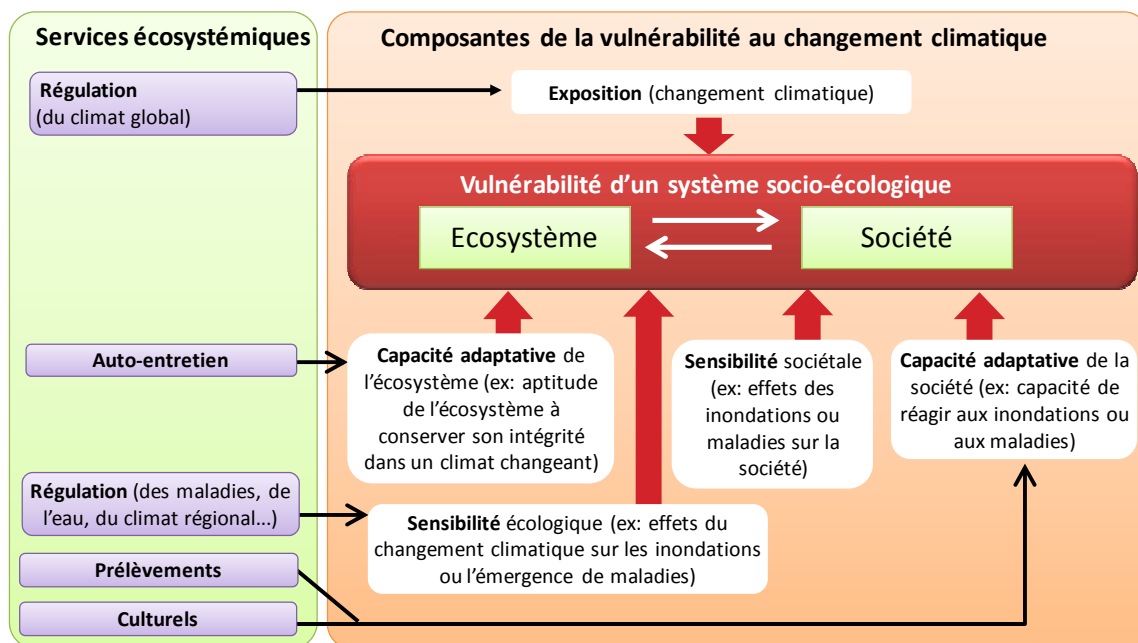 Services écosystémiques
Régulation
(du climat global)
Auto-entretien
Régulation (des maladies, de
l'eau, du climat régional...)
Prélèvements
Culturels
Composantes de la vulnérabilité au changement climatique
Exposition (changement climatique)
Vulnérabilité d'un système socio-écologique
Ecosystème
Société
Capacité adaptative de
l'écosystème (ex: aptitude
de l'écosystème à
conserver son intégrité
dans un climat changeant)
Sensibilité sociétale
(ex: effets des
inondations ou
maladies sur la
société)
Capacité adaptative de la
société (ex: capacité de
réagir aux inondations ou
aux maladies)
Sensibilité écologique (ex: effets du
changement climatique sur les inondations
ou l'émergence de maladies)